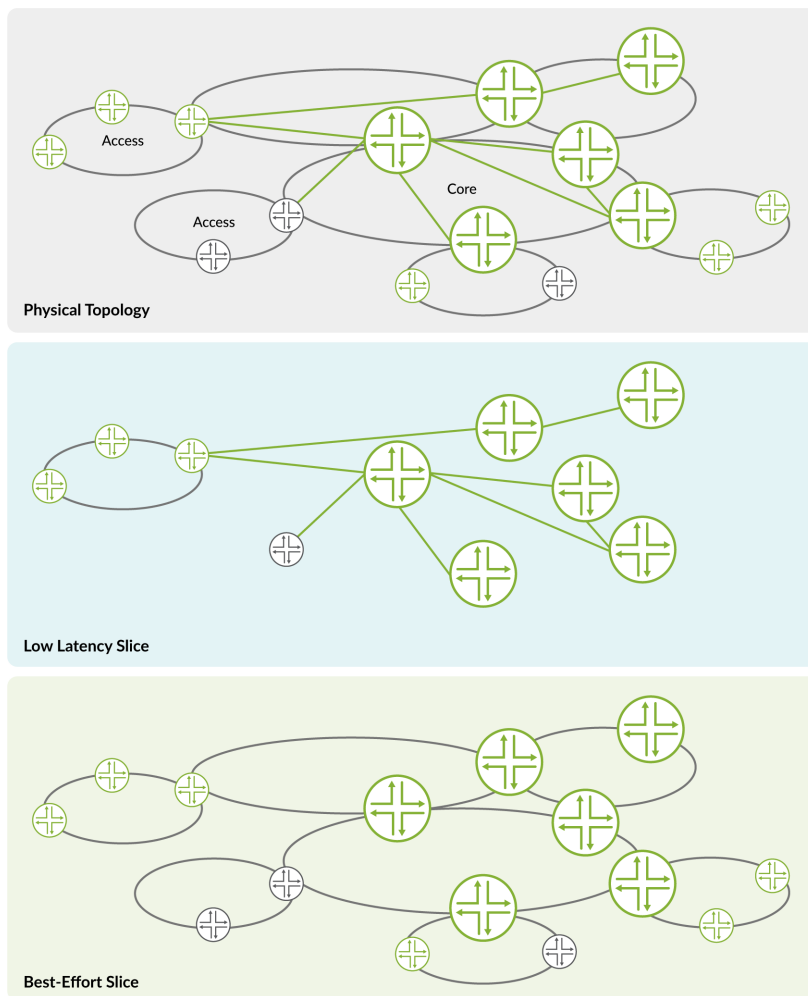 Access
Access
Core
Physical Topology
Low Latency Slice
Best-Effort Slice